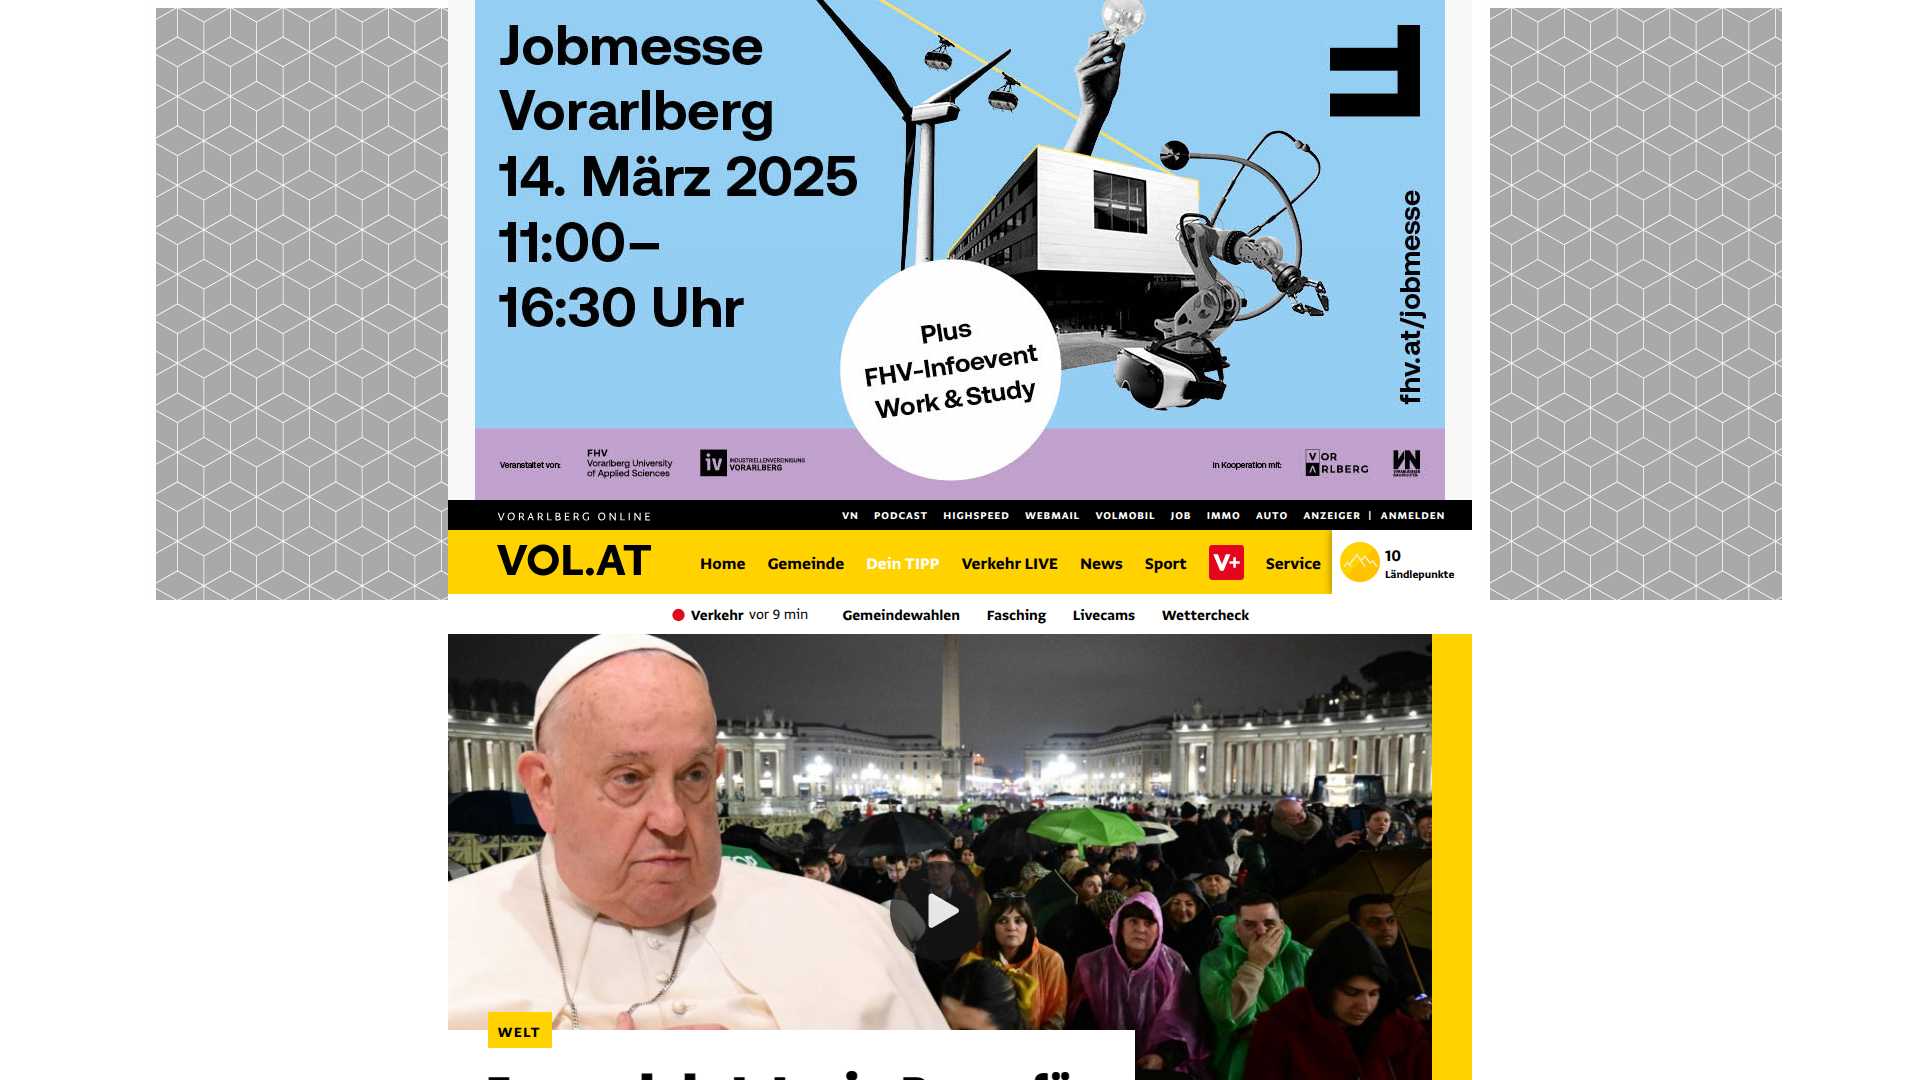 Jobmesse
Vorarlberg
14. März 2025
11:00–
16:30 Uhr
fhv.at/jobmesse
Plus
FHV-Infoevent
Work & Study
Veranstaltet von:
FHV
Vorarlberg University
of Applied Sciences
iv
INDUSTRIELLENVEREINIGUNG
VORARLBERG
In Kooperation mit:
VOR
ARLBERG
VN
VORARLBERG ONLINE
VN PODCAST HIGHSPEED WEBMAIL VOLMOBIL JOB IMMO AUTO ANZEIGER | ANMELDEN
VOL.AT
Home Gemeinde Dein TIPP Verkehr LIVE News Sport V+ Service
10
Ländlepunkte
Verkehr vor 9 min Gemeindewahlen Fasching Livecams Wettercheck
WELT